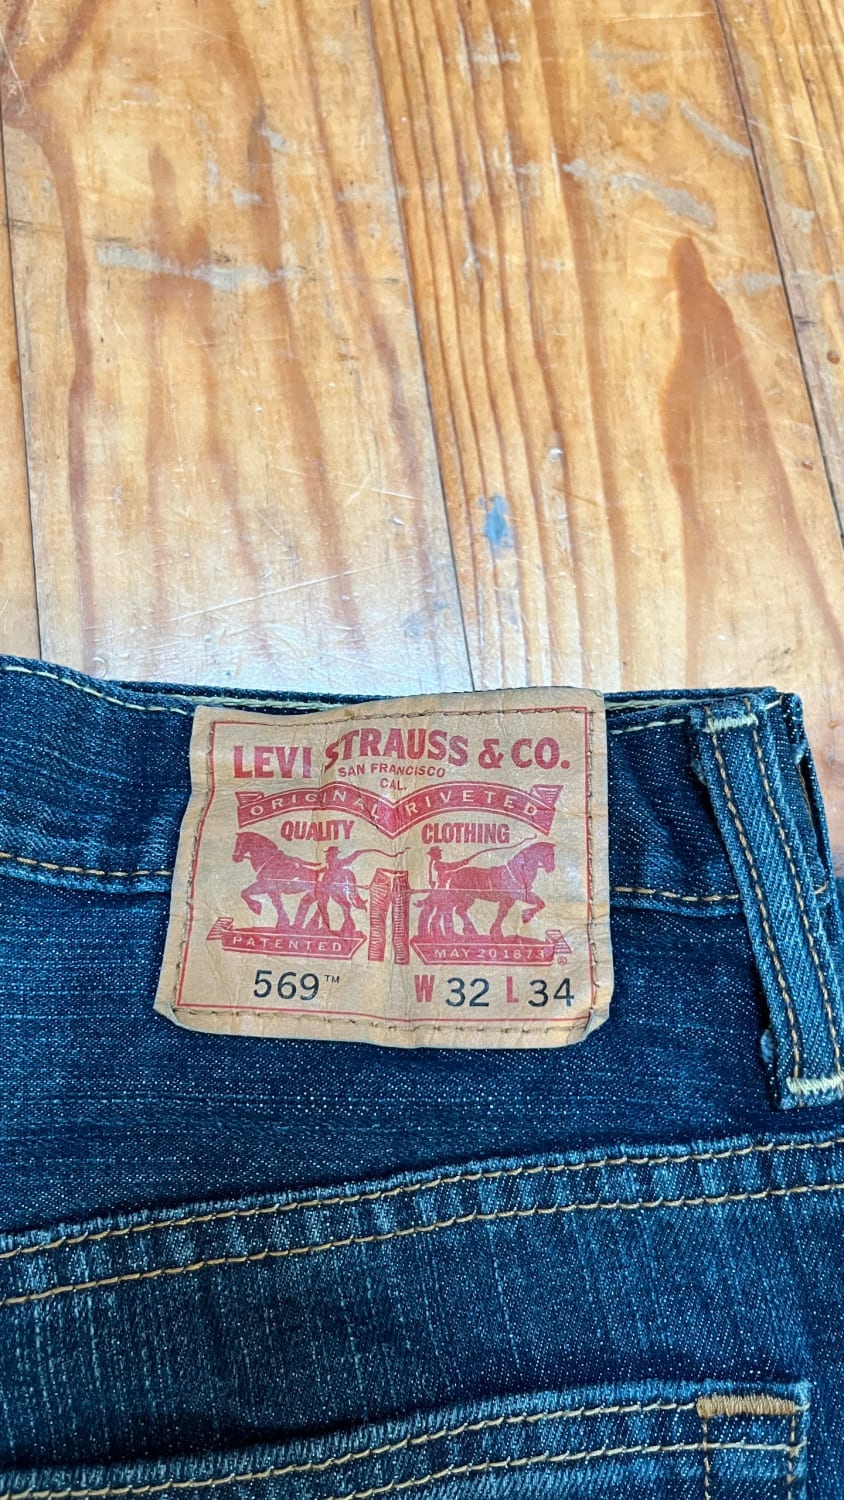 LEVI STRAUSS & CO.
SAN FRANCISCO
CAL.
ORIGINAL RIVETED
QUALITY CLOTHING
PATENTED MAY 20 1873 ®
569™ W 32 L 34